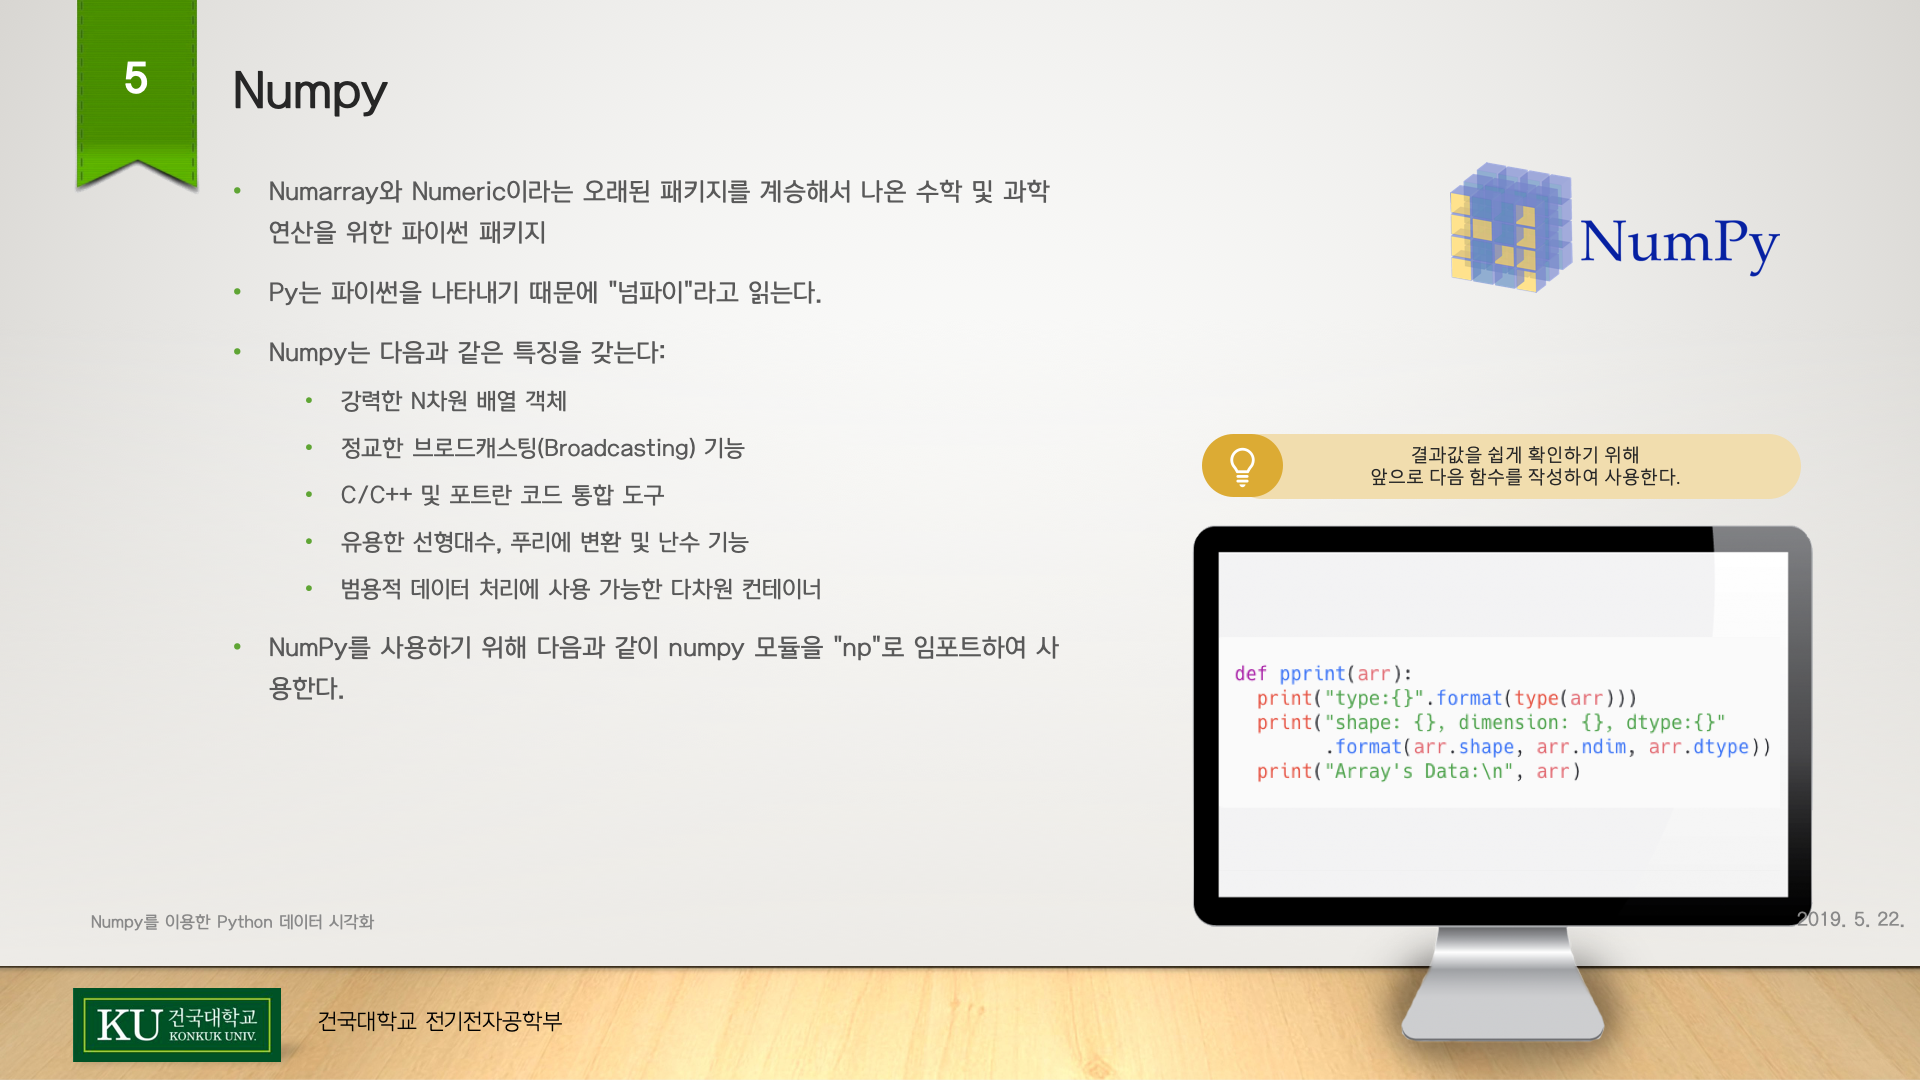 5
Numpy
• Numarray와 Numeric이라는 오래된 패키지를 계승해서 나온 수학 및 과학
연산을 위한 파이썬 패키지
• Py는 파이썬을 나타내기 때문에 "넘파이"라고 읽는다.
• Numpy는 다음과 같은 특징을 갖는다:
• 강력한 N차원 배열 객체
• 정교한 브로드캐스팅(Broadcasting) 기능
• C/C++ 및 포트란 코드 통합 도구
• 유용한 선형대수, 푸리에 변환 및 난수 기능
• 범용적 데이터 처리에 사용 가능한 다차원 컨테이너
• NumPy를 사용하기 위해 다음과 같이 numpy 모듈을 "np"로 임포트하여 사
용한다.
NumPy
결과값을 쉽게 확인하기 위해
앞으로 다음 함수를 작성하여 사용한다.
def pprint(arr):
  print("type:{}".format(type(arr)))
  print("shape: {}, dimension: {}, dtype:{}"
        .format(arr.shape, arr.ndim, arr.dtype))
  print("Array's Data:\n", arr)
Numpy를 이용한 Python 데이터 시각화
2019. 5. 22.
KU 건국대학교
KONKUK UNIV.
건국대학교 전기전자공학부